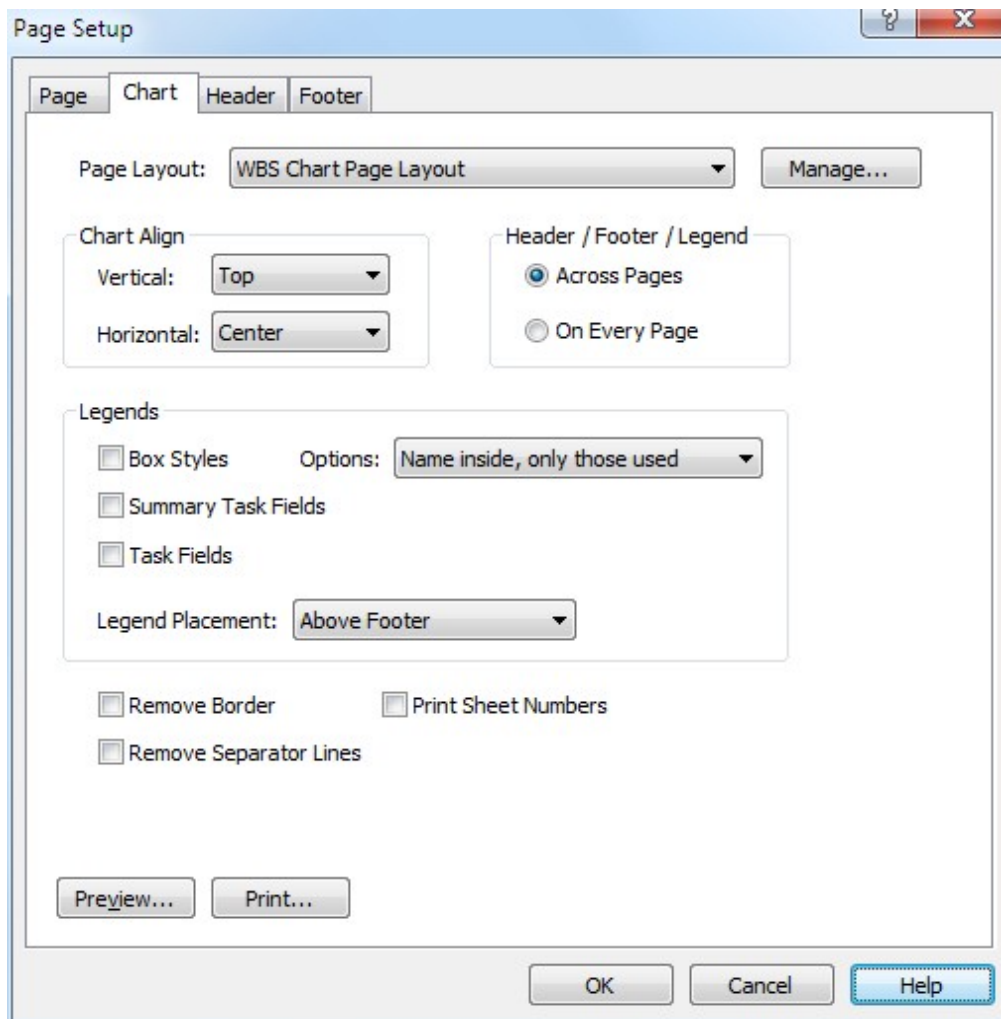 Page Setup
Page Chart Header Footer
Page Layout: WBS Chart Page Layout Manage...
Chart Align
Vertical: Top
Horizontal: Center
Header / Footer / Legend
Across Pages
On Every Page
Legends
Box Styles Options: Name inside, only those used
Summary Task Fields
Task Fields
Legend Placement: Above Footer
Remove Border Print Sheet Numbers
Remove Separator Lines
Preview... Print...
OK Cancel Help